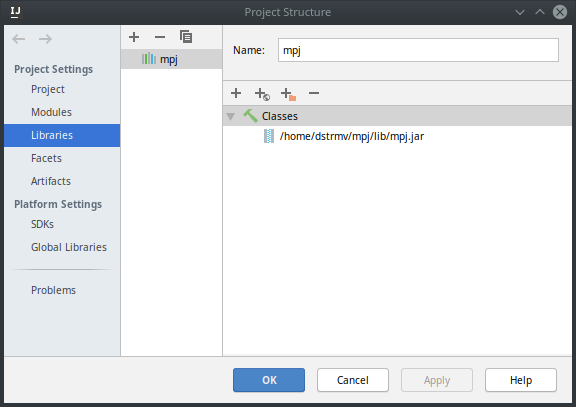 IJ
Project Structure
Project Settings
Project
Modules
Libraries
Facets
Artifacts
Platform Settings
SDKs
Global Libraries
Problems
mpj
Name:
mpj
Classes
/home/dstrmv/mpj/lib/mpj.jar
OK
Cancel
Apply
Help